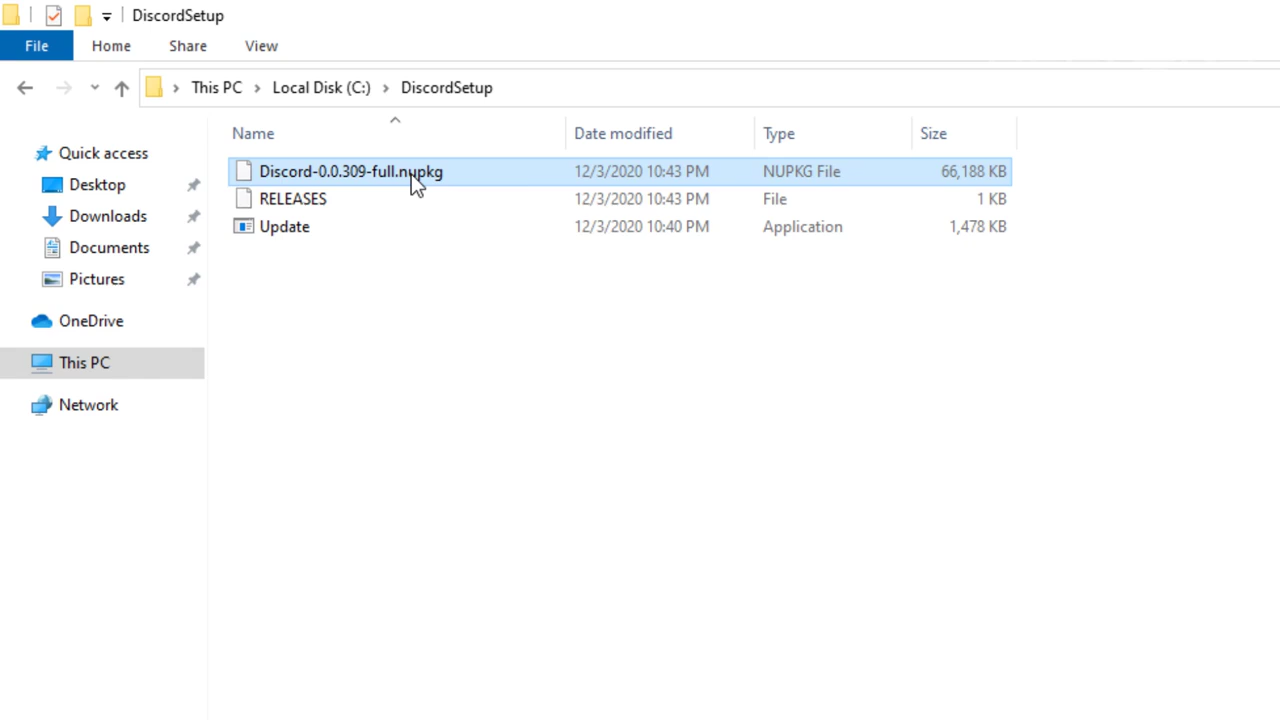 DiscordSetup
File Home Share View
This PC Local Disk (C:) DiscordSetup
Name Date modified Type Size
Quick access
Desktop
Downloads
Documents
Pictures
OneDrive
This PC
Network
Discord-0.0.309-full.nupkg 12/3/2020 10:43 PM NUPKG File 66,188 KB
RELEASES 12/3/2020 10:43 PM File 1 KB
Update 12/3/2020 10:40 PM Application 1,478 KB